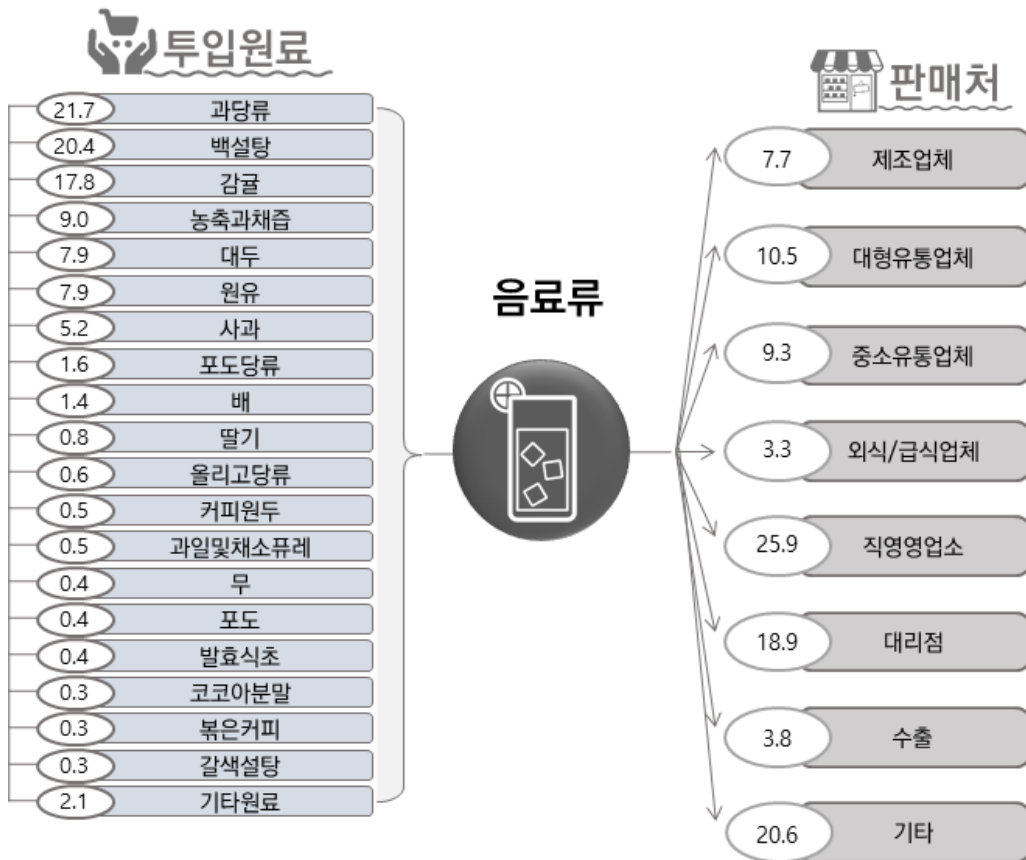 투입원료
21.7 과당류
20.4 백설탕
17.8 감귤
9.0 농축과채즙
7.9 대두
7.9 원유
5.2 사과
1.6 포도당류
1.4 배
0.8 딸기
0.6 올리고당류
0.5 커피원두
0.5 과일및채소퓨레
0.4 무
0.4 포도
0.4 발효식초
0.3 코코아분말
0.3 볶은커피
0.3 갈색설탕
2.1 기타원료
음료류
판매처
7.7 제조업체
10.5 대형유통업체
9.3 중소유통업체
3.3 외식/급식업체
25.9 직영영업소
18.9 대리점
3.8 수출
20.6 기타